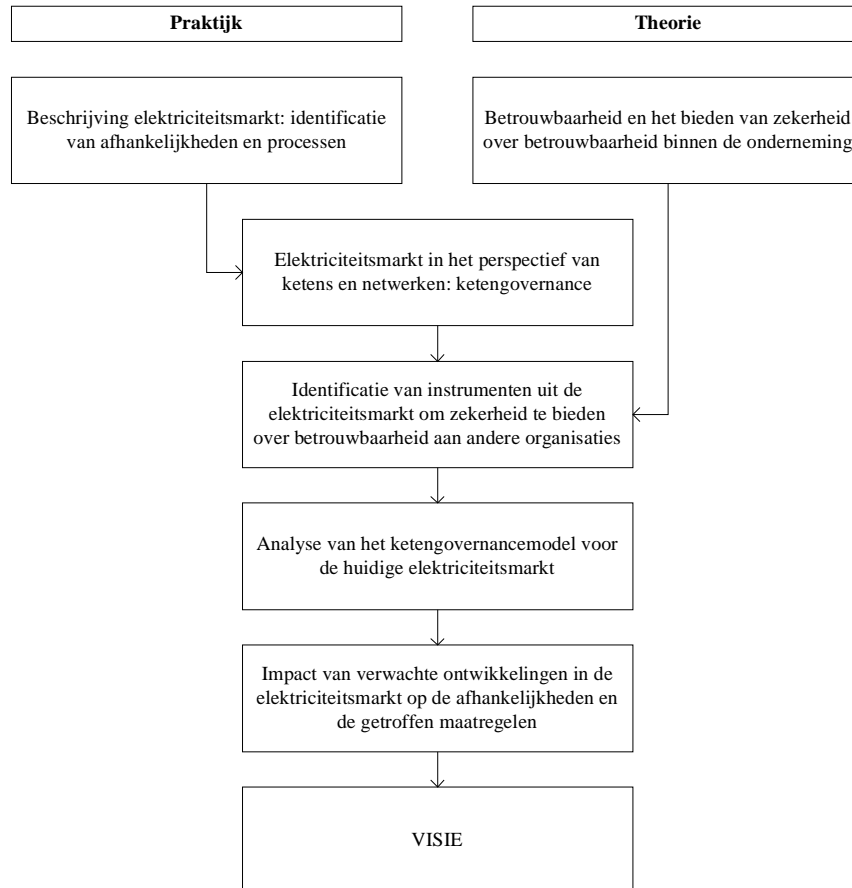 Praktijk
Theorie
Beschrijving elektriciteitsmarkt: identificatie
van afhankelijkheden en processen
Betrouwbaarheid en het bieden van zekerheid
over betrouwbaarheid binnen de onderneming
Elektriciteitsmarkt in het perspectief van
ketens en netwerken: ketengovernance
Identificatie van instrumenten uit de
elektriciteitsmarkt om zekerheid te bieden
over betrouwbaarheid aan andere organisaties
Analyse van het ketengovernancemodel voor
de huidige elektriciteitsmarkt
Impact van verwachte ontwikkelingen in de
elektriciteitsmarkt op de afhankelijkheden en
de getroffen maatregelen
VISIE